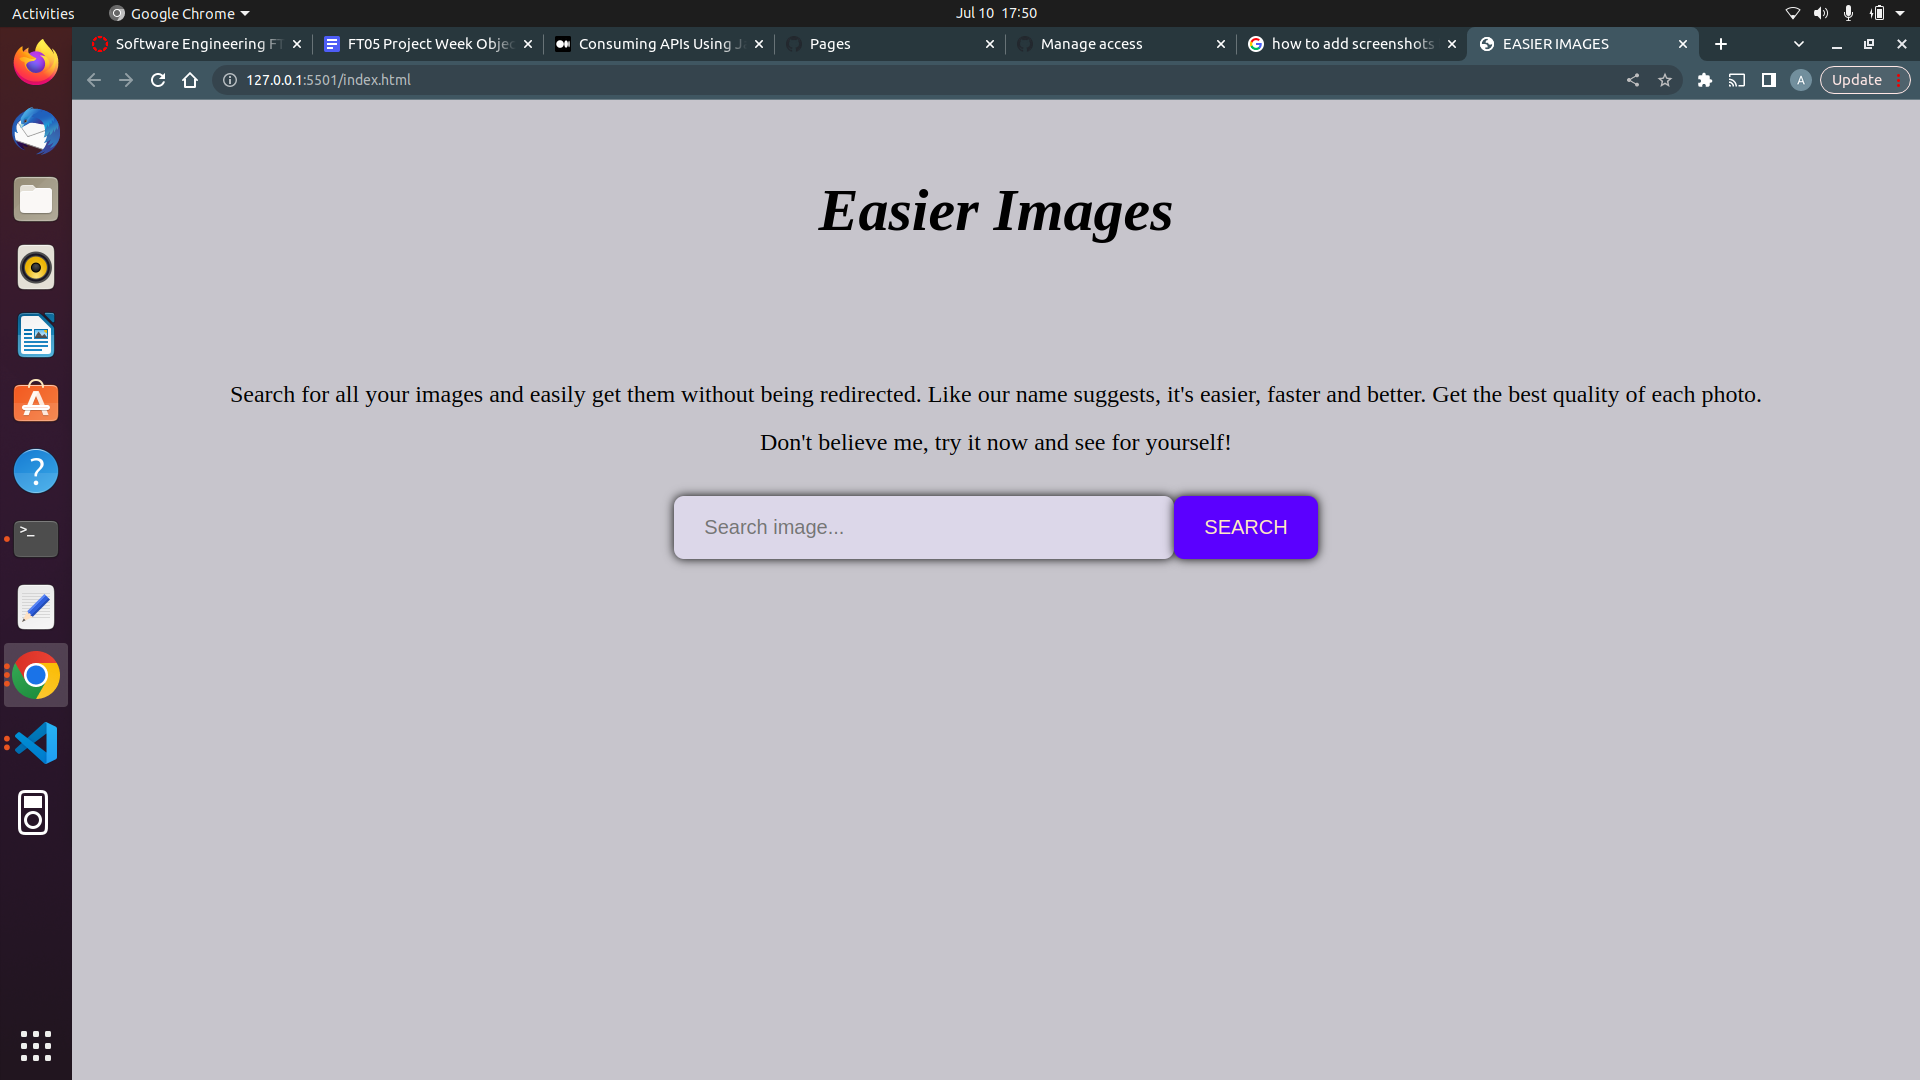 Activities
Google Chrome
Jul 10 17:50
Software Engineering FT
FT05 Project Week Objec
Consuming APIs Using J
Pages
Manage access
how to add screenshots
EASIER IMAGES
127.0.0.1:5501/index.html
A
Update
Easier Images
Search for all your images and easily get them without being redirected. Like our name suggests, it's easier, faster and better. Get the best quality of each photo.
Don't believe me, try it now and see for yourself!
Search image...
SEARCH